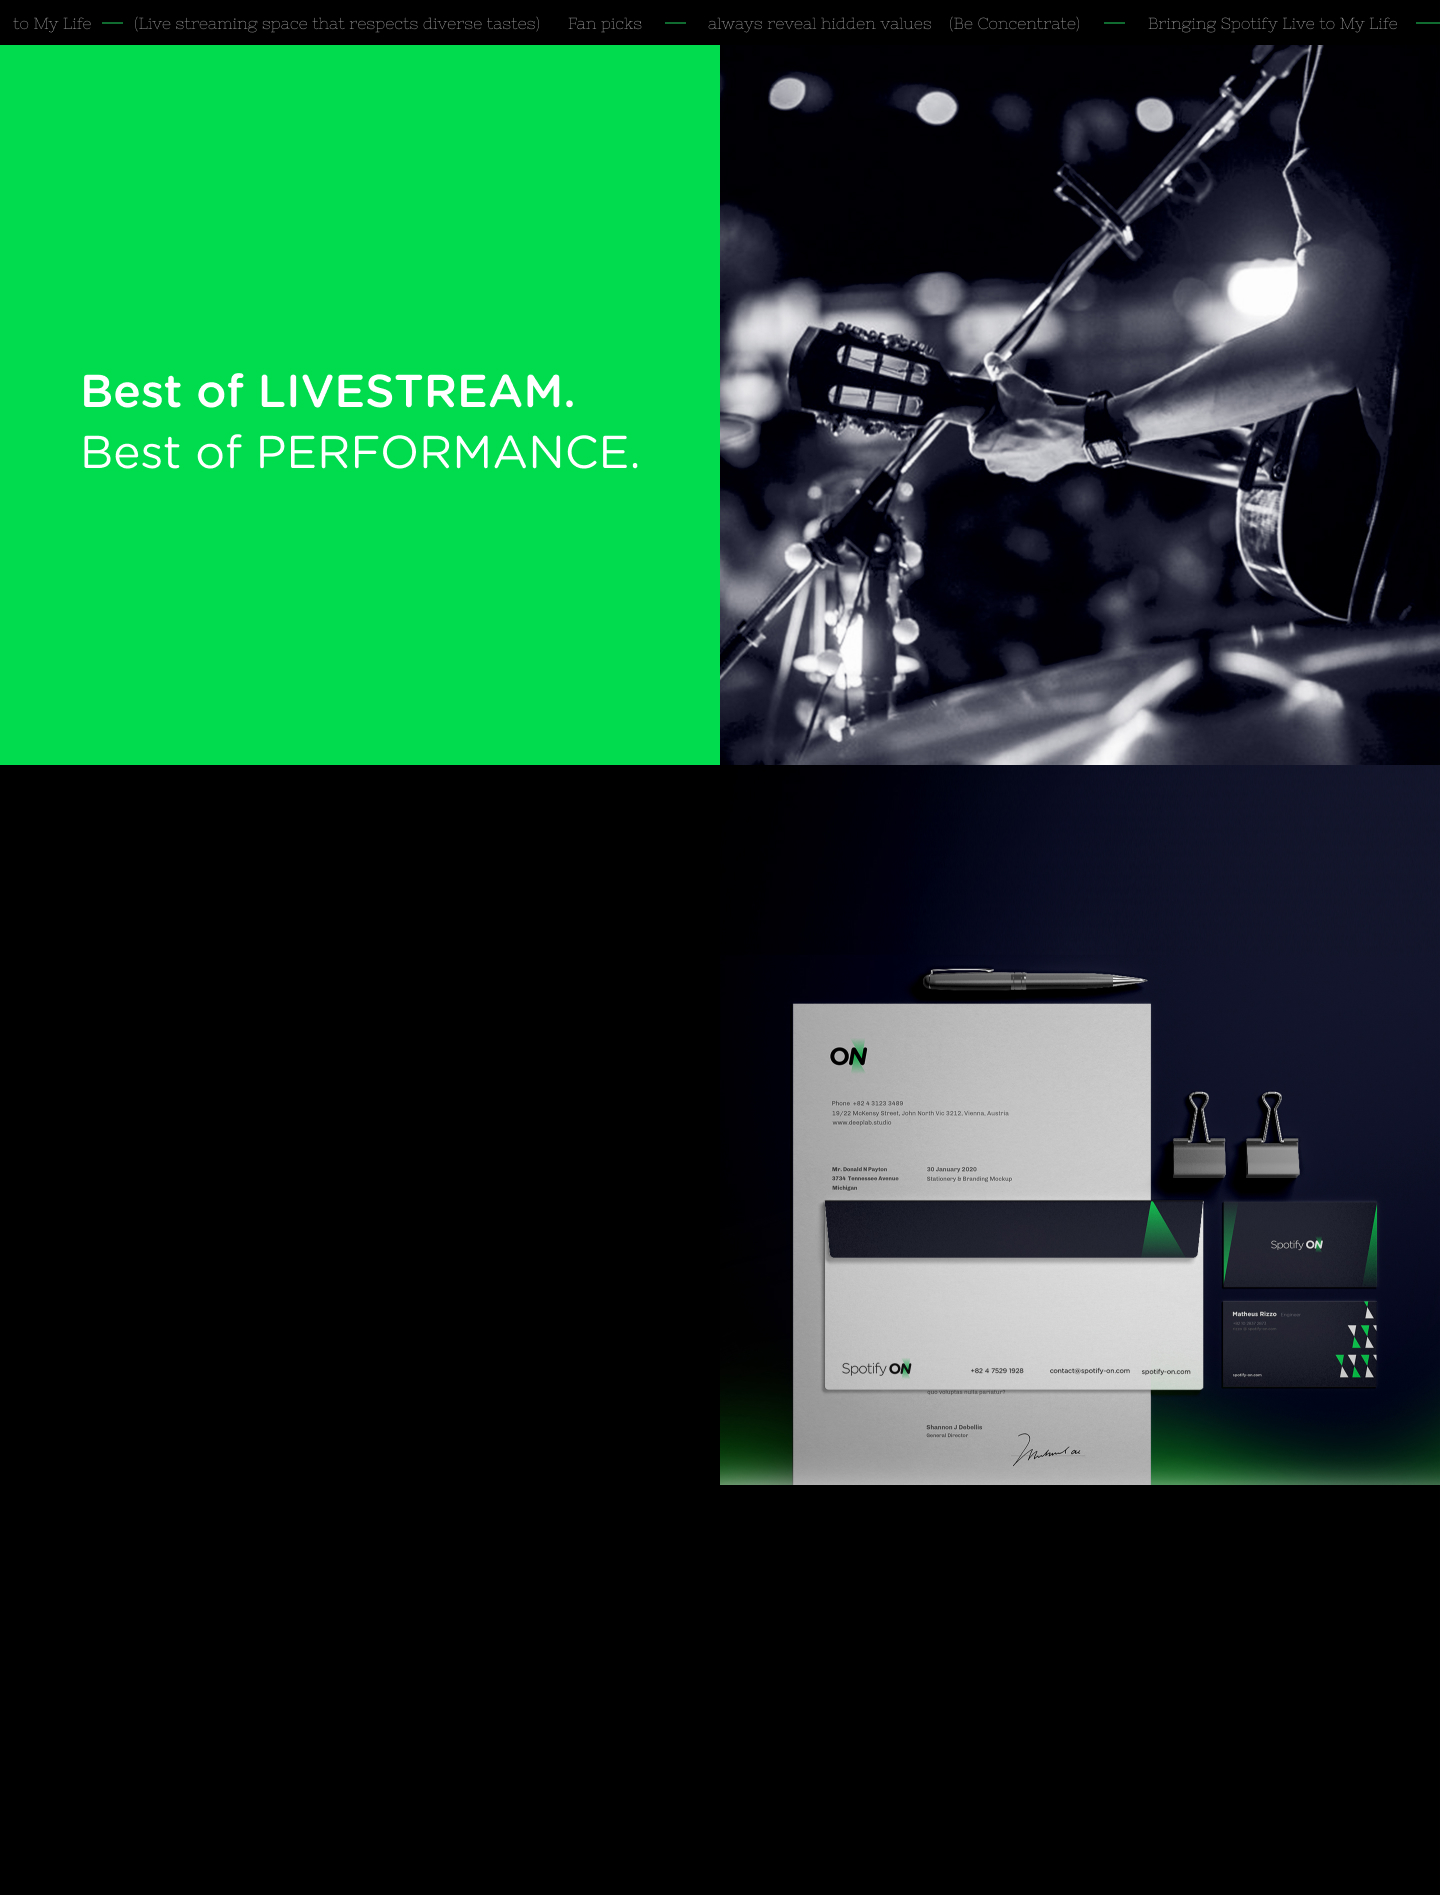 to My Life — (Live streaming space that respects diverse tastes) Fan picks — always reveal hidden values (Be Concentrate) — Bringing Spotify Live to My Life —
Best of LIVESTREAM.
Best of PERFORMANCE.
ON
Phone +82 4 3123 3489
19/22 McKensy Street, John North Vic 3212, Vienna, Austria
www.deeplab.studio
Mr. Donald N Payton
3734 Tennessee Avenue
Michigan
30 January 2020
Stationery & Branding Mockup
Spotify ON
+82 4 7529 1928 contact@spotify-on.com spotify-on.com
quo voluptas nulla pariatur?
Shannon J Debellis
General Director
Spotify ON
Matheus Rizzo
spotify-on.com